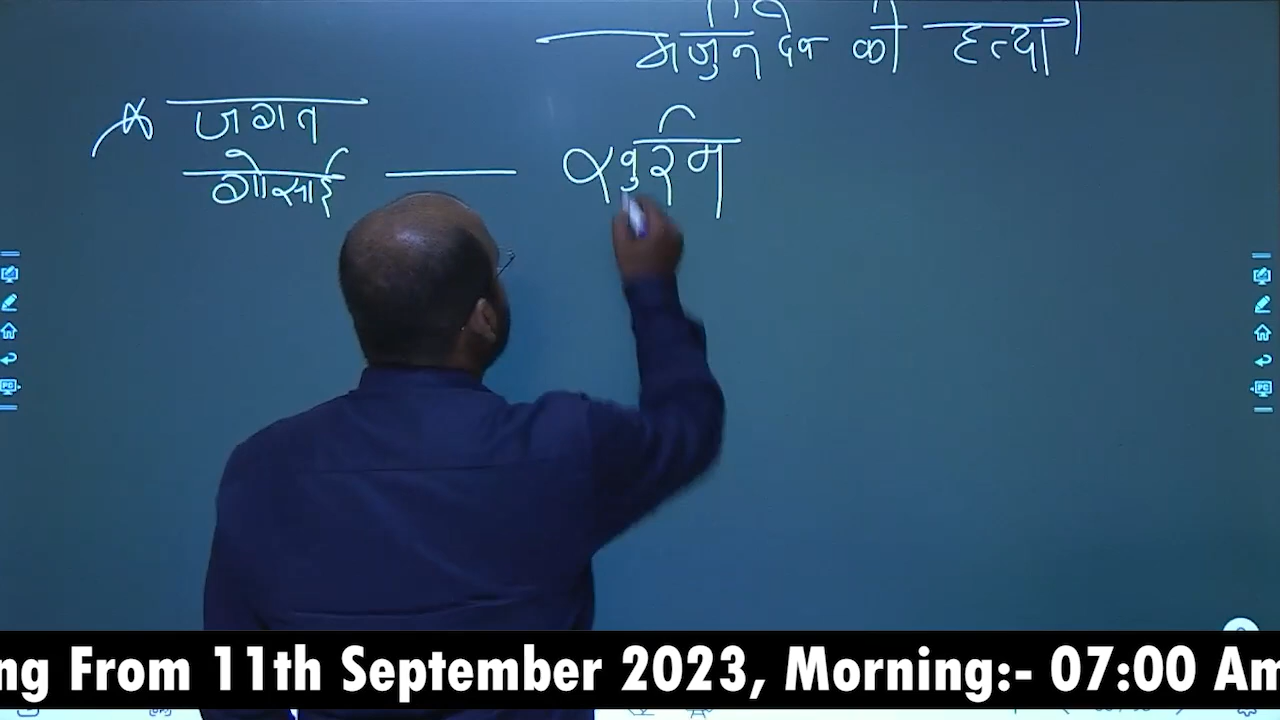 अर्जुन देव की हत्या।
जगत
गोसाई — खुर्रम
ng From 11th September 2023, Morning:- 07:00 Am